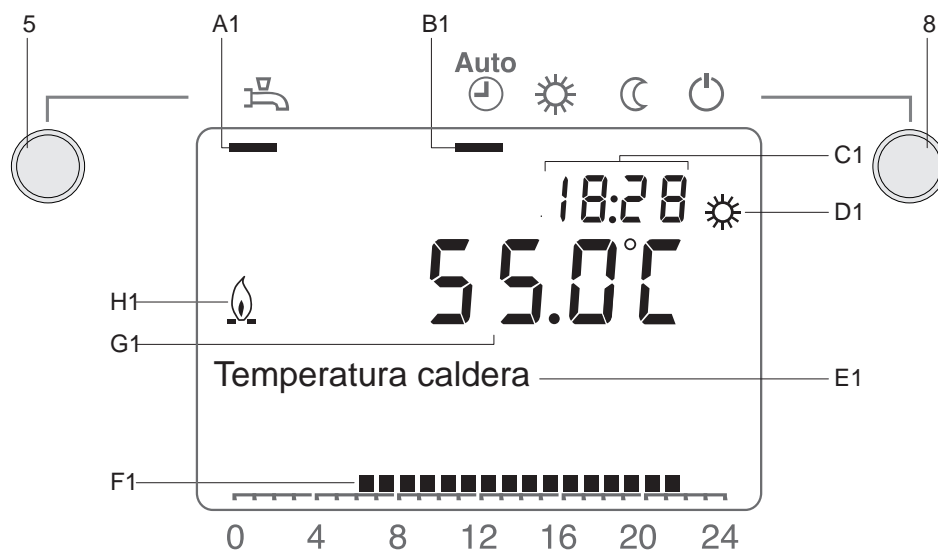 5 A1 B1 8
Auto
C1
18:28
D1
55.0°C
H1
G1
Temperatura caldera
E1
F1
0 4 8 12 16 20 24